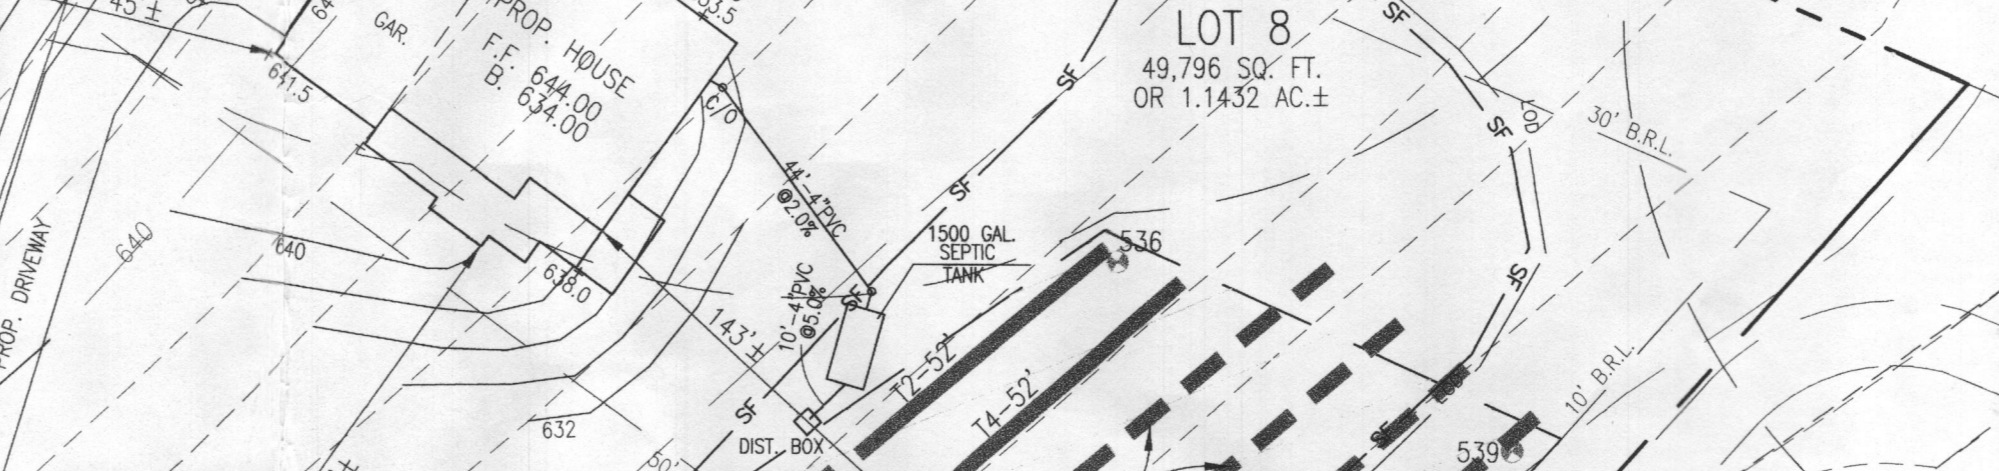 45'±
GAR.
PROP. HOUSE
F.F. 644.00
B. 634.00
641.5
C/O
44'-4"PVC
@2.0%
SF
SF
LOT 8
49,796 SQ. FT.
OR 1.1432 AC.±
SF
SF
LOD
30' B.R.L.
SF
PROP. DRIVEWAY
640
640
638.0
632
143'±
10'-4"PVC
@5.0%
SF
1500 GAL.
SEPTIC
TANK
536
T2-52'
T4-52'
SF
DIST. BOX
50'
LOD
SF
10' B.R.L.
539